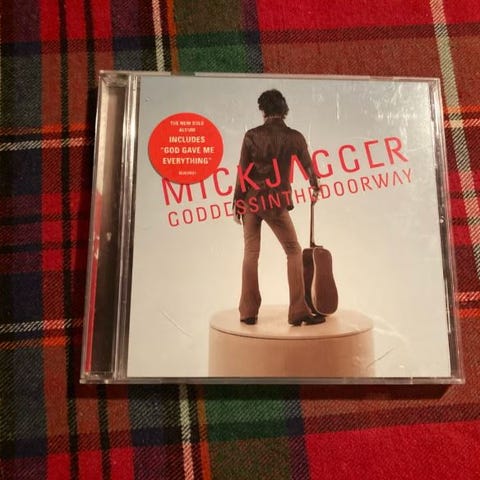 THE NEW SOLO
ALBUM
INCLUDES
"GOD GAVE ME
EVERYTHING"
MICKJAGGER
GODDESSINTHEDOORWAY